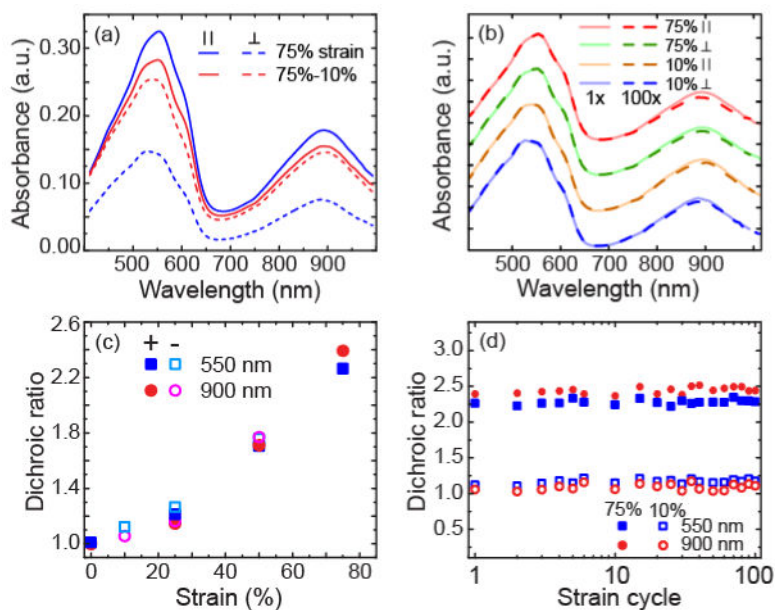 (a)
|| ⊥
75% strain
75%-10%
0.30
0.20
0.10
0.00
Absorbance (a.u.)
500 600 700 800 900
Wavelength (nm)
(b)
75% ||
75% ⊥
10% ||
10% ⊥
1x 100x
Absorbance (a.u.)
500 600 700 800 900
Wavelength (nm)
(c)
+ -
550 nm
900 nm
2.6
2.2
1.8
1.4
1.0
Dichroic ratio
0 20 40 60 80
Strain (%)
(d)
2.5
2.0
1.5
1.0
0.5
Dichroic ratio
75% 10%
550 nm
900 nm
1 10 100
Strain cycle